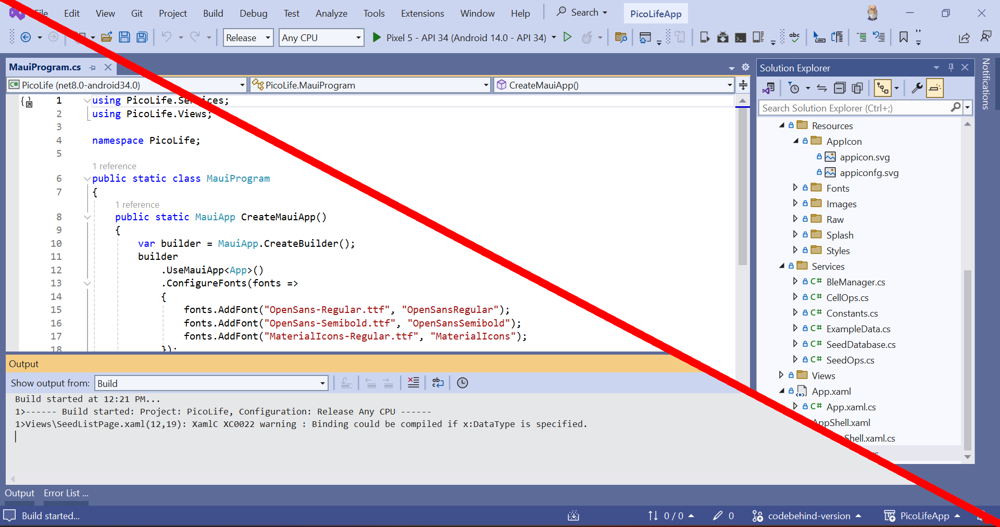 File Edit View Git Project Build Debug Test Analyze Tools Extensions Window Help Search PicoLifeApp
Release Any CPU Pixel 5 - API 34 (Android 14.0 - API 34)
MauiProgram.cs
PicoLife (net8.0-android34.0) PicoLife.MauiProgram CreateMauiApp()
1 using PicoLife.Services;
2 using PicoLife.Views;
3
4 namespace PicoLife;
5
1 reference
6 public static class MauiProgram
7 {
1 reference
8 public static MauiApp CreateMauiApp()
9 {
10 var builder = MauiApp.CreateBuilder();
11 builder
12 .UseMauiApp<App>()
13 .ConfigureFonts(fonts =>
14 {
15 fonts.AddFont("OpenSans-Regular.ttf", "OpenSansRegular");
16 fonts.AddFont("OpenSans-Semibold.ttf", "OpenSansSemibold");
17 fonts.AddFont("MaterialIcons-Regular.ttf", "MaterialIcons");
18 });
Output
Show output from: Build
Build started at 12:21 PM...
1>------ Build started: Project: PicoLife, Configuration: Release Any CPU ------
1>Views\SeedListPage.xaml(12,19): XamlC XC0022 warning : Binding could be compiled if x:DataType is specified.
Output Error List ...
Solution Explorer
Search Solution Explorer (Ctrl+;)
Resources
AppIcon
appicon.svg
appiconfg.svg
Fonts
Images
Raw
Splash
Styles
Services
C# BleManager.cs
C# CellOps.cs
C# Constants.cs
C# ExampleData.cs
C# SeedDatabase.cs
C# SeedOps.cs
Views
App.xaml
C# App.xaml.cs
AppShell.xaml
Shell.xaml.cs
Notifications
Build started... 0 / 0 0 codebehind-version PicoLifeApp